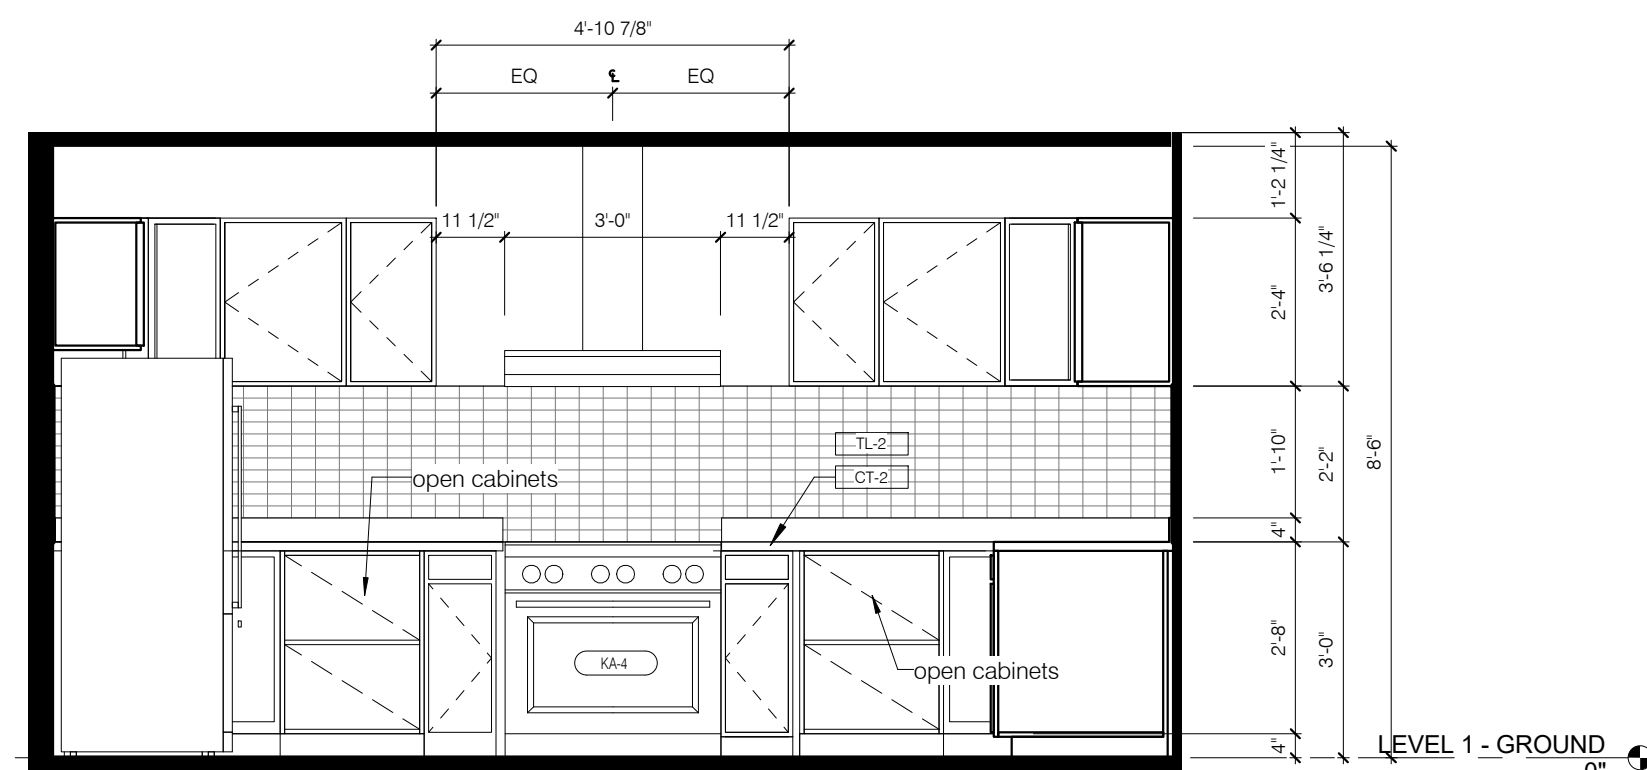 4'-10 7/8"
EQ
℄
EQ
11 1/2"
3'-0"
11 1/2"
1'-2 1/4"
2'-4"
3'-6 1/4"
TL-2
CT-2
open cabinets
1'-10"
2'-2"
8'-6"
4"
KA-4
open cabinets
2'-8"
3'-0"
4"
LEVEL 1 - GROUND
0"